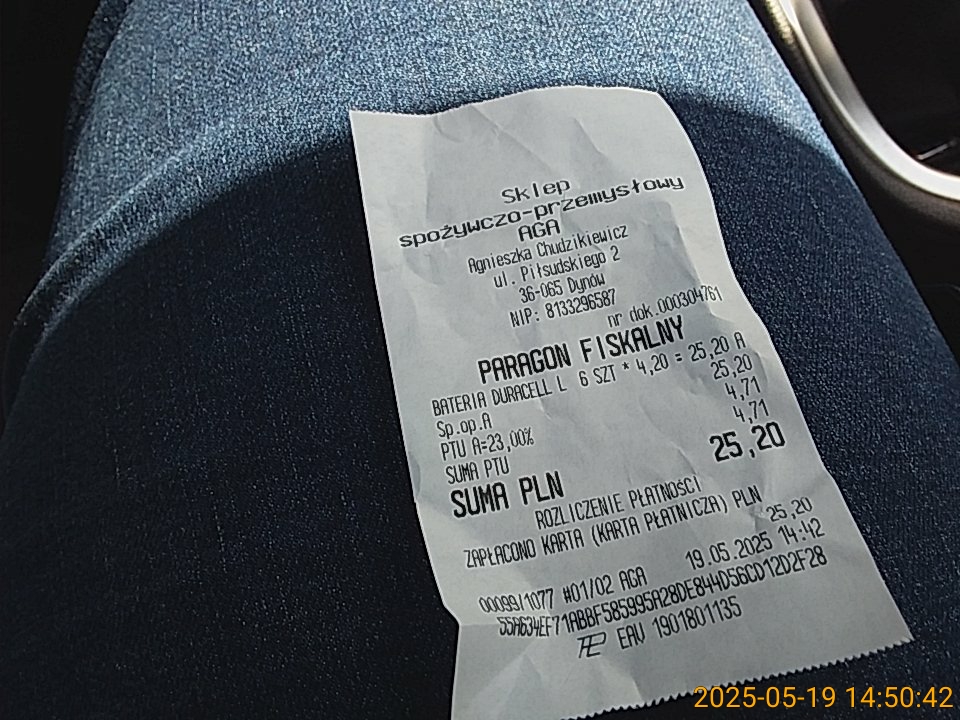 Sklep
spożywczo-przemysłowy
AGA
Agnieszka Chudzikiewicz
ul. Piłsudskiego 2
36-065 Dynów
NIP: 8133296587
nr dok.000304761
PARAGON FISKALNY
BATERIA DURACELL L 6 SZT * 4,20 = 25,20 A
Sp.op.A 25,20
PTU A=23,00% 4,71
SUMA PTU 4,71
SUMA PLN 25,20
ROZLICZENIE PŁATNOŚCI
ZAPŁACONO KARTA (KARTA PŁATNICZA) PLN 25,20
00099/1077 #01/02 AGA 19.05.2025 14:42
55A634EF71ABBF585995A28DE844D56CD12D2F28
EAV 1901801135
2025-05-19 14:50:42